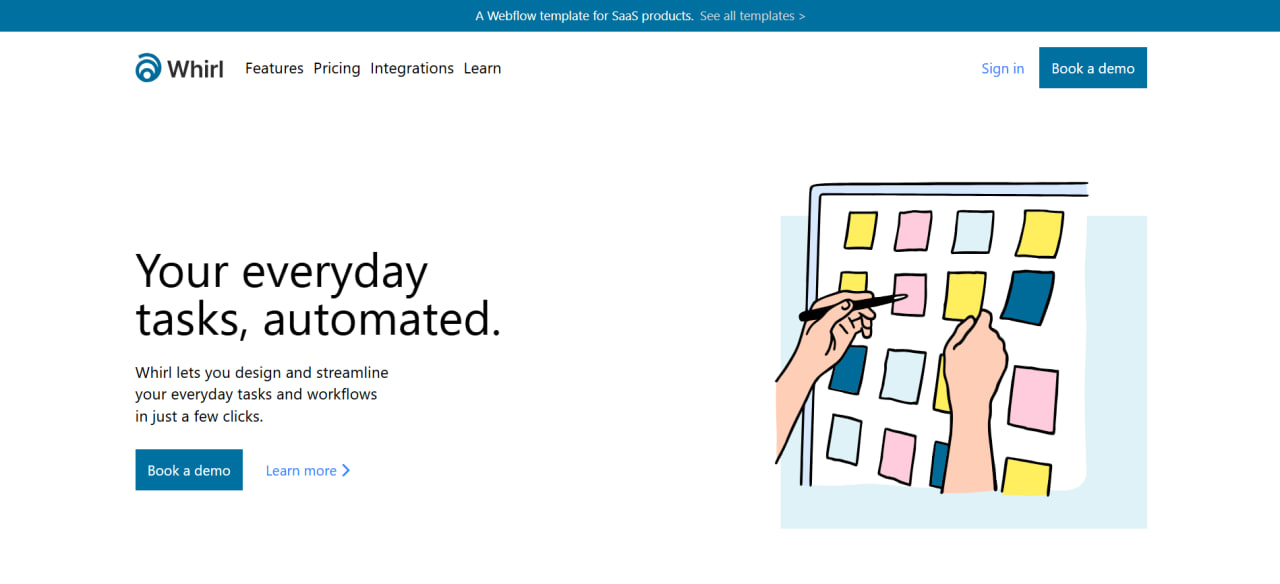 A Webflow template for SaaS products. See all templates >
Whirl Features Pricing Integrations Learn Sign in Book a demo
Your everyday
tasks, automated.
Whirl lets you design and streamline
your everyday tasks and workflows
in just a few clicks.
Book a demo Learn more